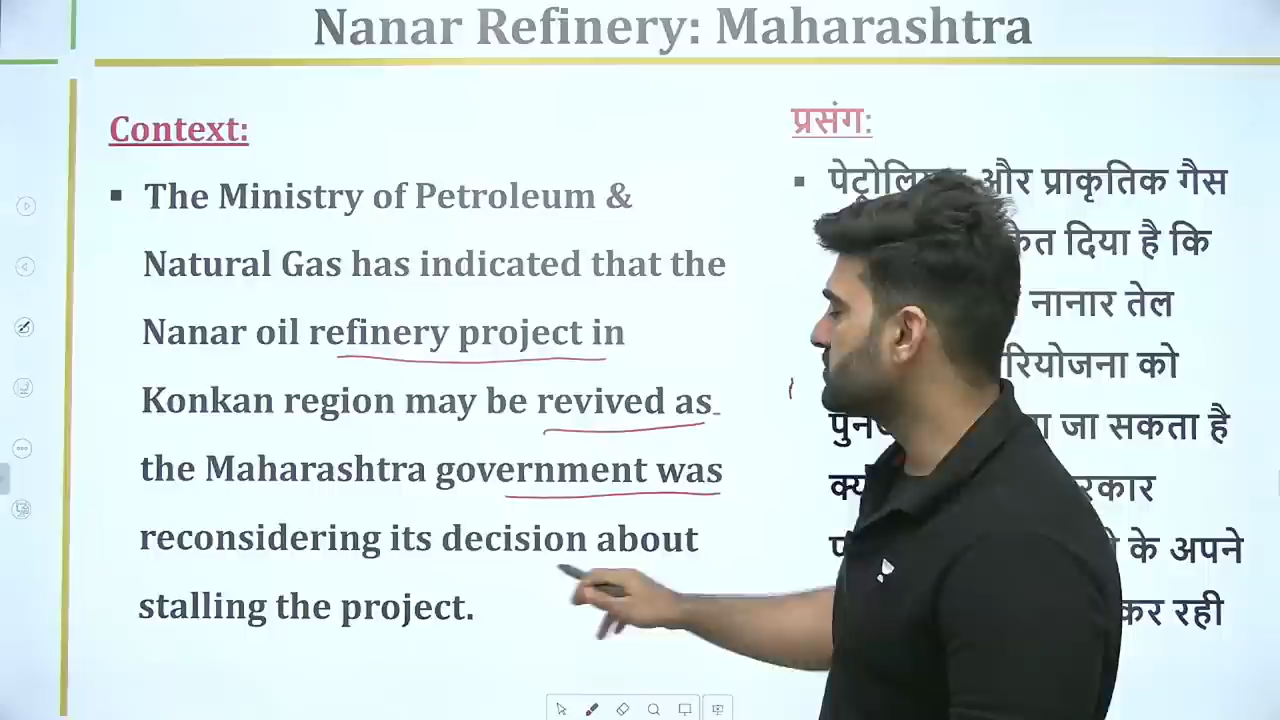 Nanar Refinery: Maharashtra
Context:
▪ The Ministry of Petroleum &
Natural Gas has indicated that the
Nanar oil refinery project in
Konkan region may be revived as
the Maharashtra government was
reconsidering its decision about
stalling the project.
प्रसंग:
▪ और प्राकृतिक गैस
दिया है कि
नानार तेल
को
जा सकता है
के अपने
कर रही